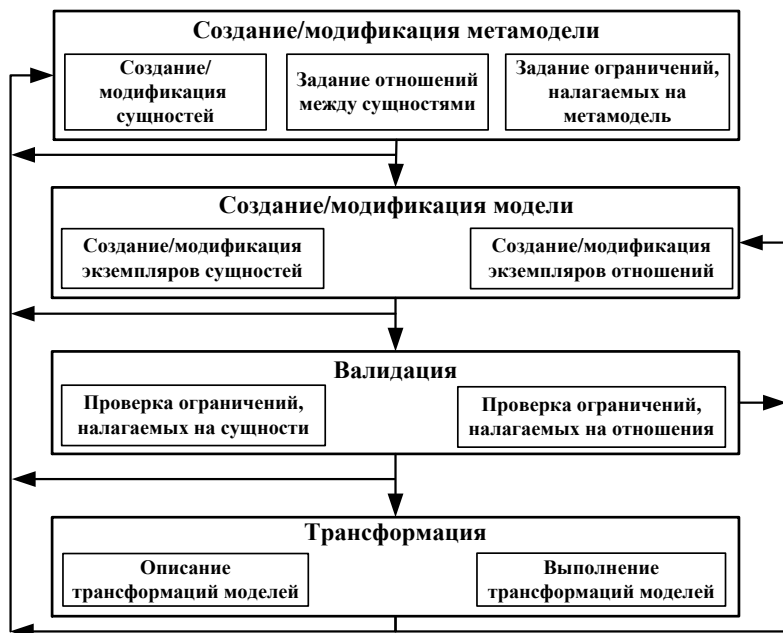 Создание/модификация метамодели
Создание/
модификация
сущностей
Задание отношений
между сущностями
Задание ограничений,
налагаемых на
метамодель
Создание/модификация модели
Создание/модификация
экземпляров сущностей
Создание/модификация
экземпляров отношений
Валидация
Проверка ограничений,
налагаемых на сущности
Проверка ограничений,
налагаемых на отношения
Трансформация
Описание
трансформаций моделей
Выполнение
трансформаций моделей